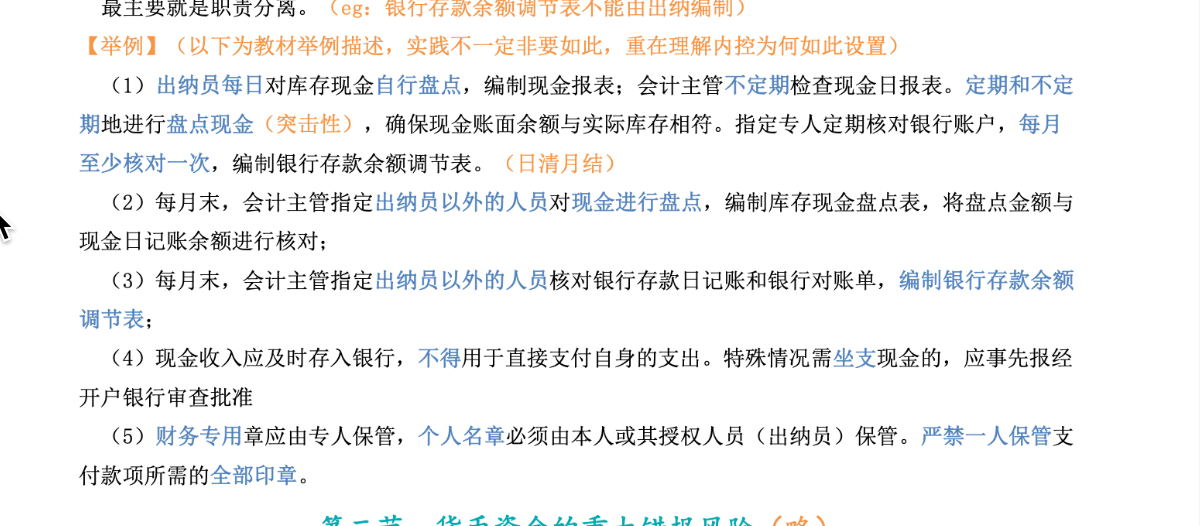 最主要就是职责分离。（eg：银行存款余额调节表不能由出纳编制）
【举例】（以下为教材举例描述，实践不一定非要如此，重在理解内控为何如此设置）
（1）出纳员每日对库存现金自行盘点，编制现金报表；会计主管不定期检查现金日报表。定期和不定
期地进行盘点现金（突击性），确保现金账面余额与实际库存相符。指定专人定期核对银行账户，每月
至少核对一次，编制银行存款余额调节表。（日清月结）
（2）每月末，会计主管指定出纳员以外的人员对现金进行盘点，编制库存现金盘点表，将盘点金额与
现金日记账余额进行核对；
（3）每月末，会计主管指定出纳员以外的人员核对银行存款日记账和银行对账单，编制银行存款余额
调节表；
（4）现金收入应及时存入银行，不得用于直接支付自身的支出。特殊情况需坐支现金的，应事先报经
开户银行审查批准
（5）财务专用章应由专人保管，个人名章必须由本人或其授权人员（出纳员）保管。严禁一人保管支
付款项所需的全部印章。
第二节 货币资金的重大错报风险（略）